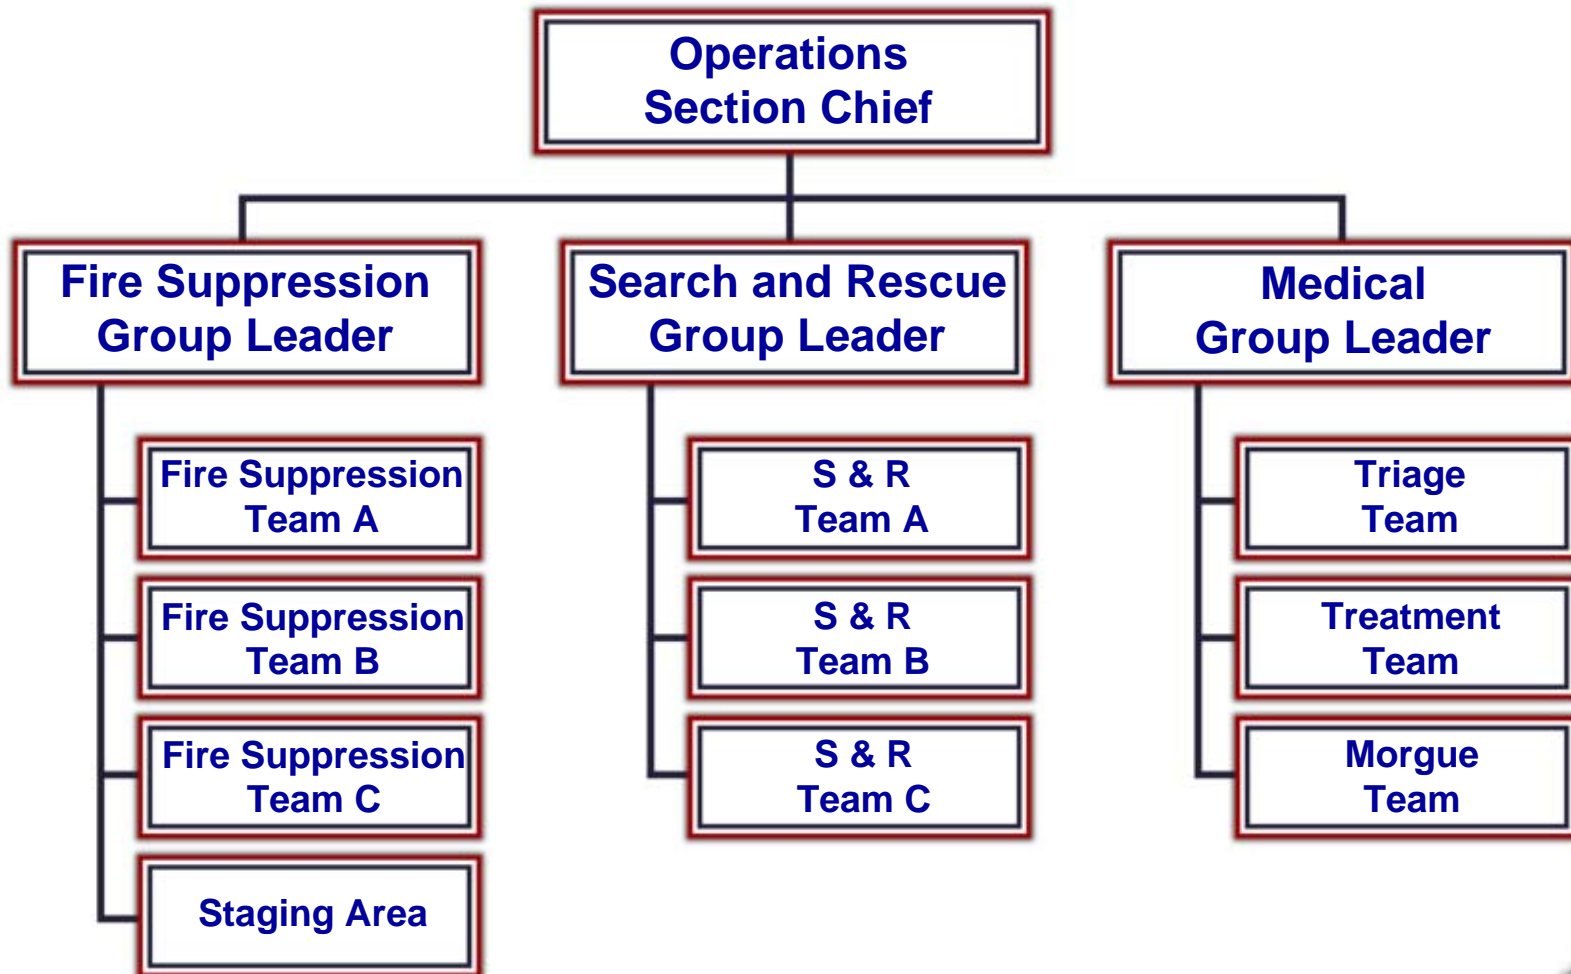 Operations
Section Chief
Fire Suppression
Group Leader
Search and Rescue
Group Leader
Medical
Group Leader
Fire Suppression
Team A
Fire Suppression
Team B
Fire Suppression
Team C
Staging Area
S & R
Team A
S & R
Team B
S & R
Team C
Triage
Team
Treatment
Team
Morgue
Team